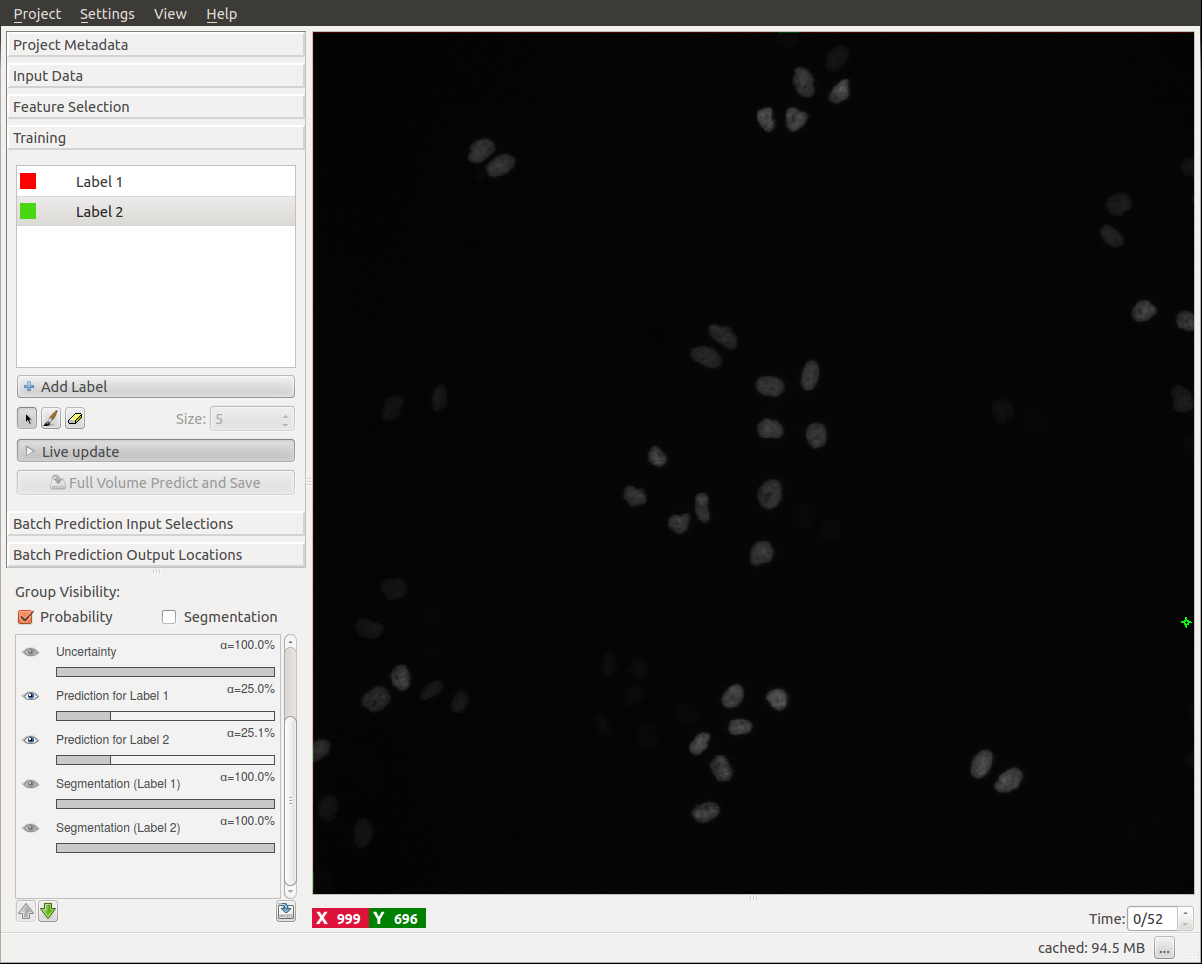 Project Settings View Help
Project Metadata
Input Data
Feature Selection
Training
Label 1
Label 2
Add Label
Size: 5
Live update
Full Volume Predict and Save
Batch Prediction Input Selections
Batch Prediction Output Locations
Group Visibility:
Probability Segmentation
Uncertainty α=100.0%
Prediction for Label 1 α=25.0%
Prediction for Label 2 α=25.1%
Segmentation (Label 1) α=100.0%
Segmentation (Label 2) α=100.0%
X 999 Y 696
Time: 0/52
cached: 94.5 MB ...